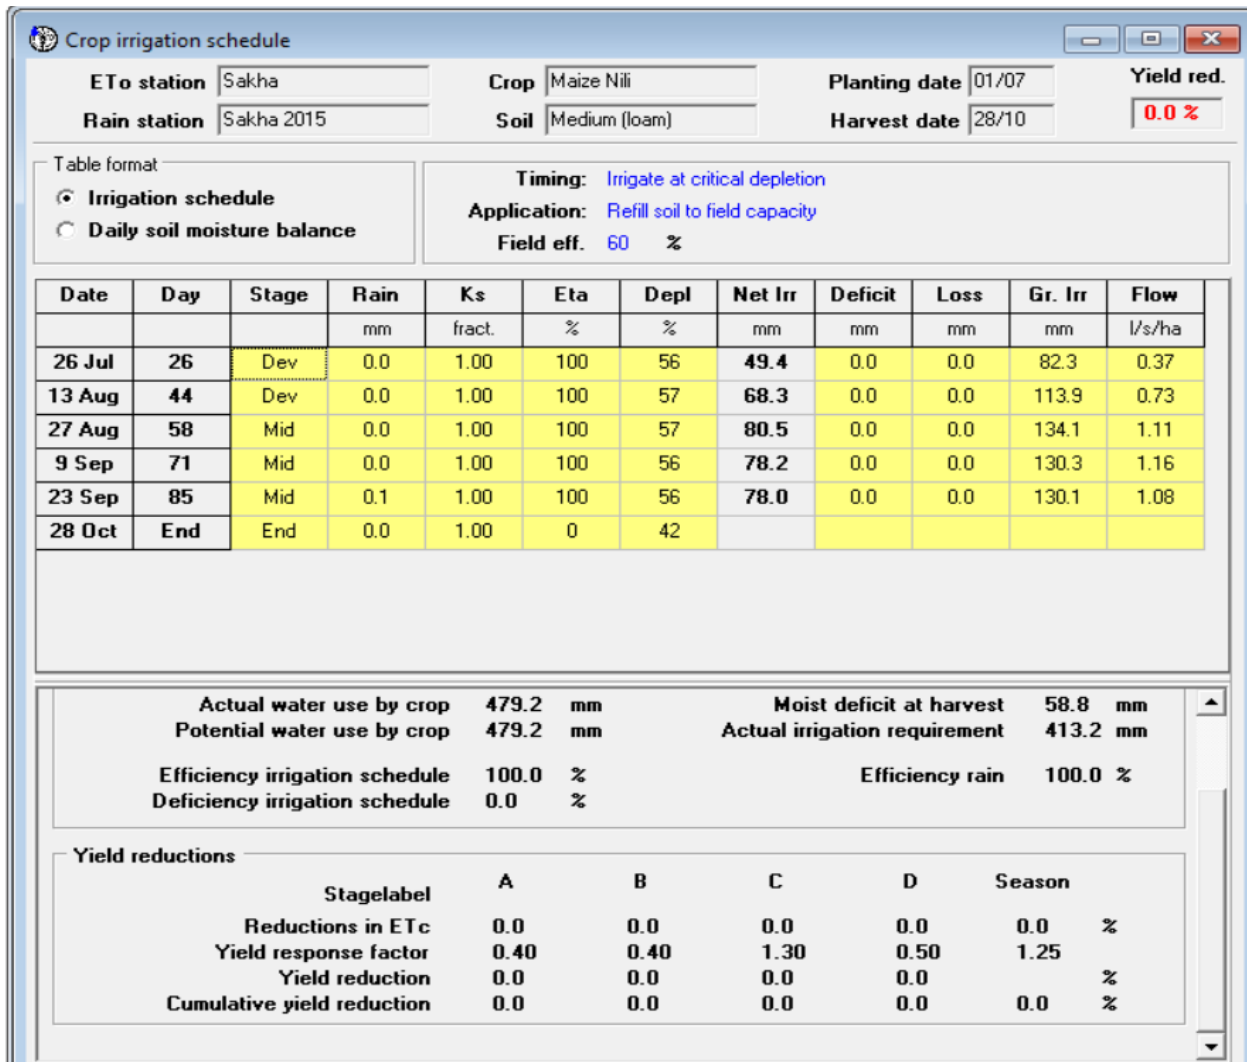 Crop irrigation schedule
ETo station Sakha Crop Maize Nili Planting date 01/07 Yield red.
Rain station Sakha 2015 Soil Medium (loam) Harvest date 28/10 0.0 %
Table format
Irrigation schedule
Daily soil moisture balance
Timing: Irrigate at critical depletion
Application: Refill soil to field capacity
Field eff. 60 %
Date Day Stage Rain Ks Eta Depl Net Irr Deficit Loss Gr. Irr Flow
mm fract. % % mm mm mm mm l/s/ha
26 Jul 26 Dev 0.0 1.00 100 56 49.4 0.0 0.0 82.3 0.37
13 Aug 44 Dev 0.0 1.00 100 57 68.3 0.0 0.0 113.9 0.73
27 Aug 58 Mid 0.0 1.00 100 57 80.5 0.0 0.0 134.1 1.11
9 Sep 71 Mid 0.0 1.00 100 56 78.2 0.0 0.0 130.3 1.16
23 Sep 85 Mid 0.1 1.00 100 56 78.0 0.0 0.0 130.1 1.08
28 Oct End End 0.0 1.00 0 42
Actual water use by crop 479.2 mm Moist deficit at harvest 58.8 mm
Potential water use by crop 479.2 mm Actual irrigation requirement 413.2 mm
Efficiency irrigation schedule 100.0 % Efficiency rain 100.0 %
Deficiency irrigation schedule 0.0 %
Yield reductions
Stagelabel A B C D Season
Reductions in ETc 0.0 0.0 0.0 0.0 0.0 %
Yield response factor 0.40 0.40 1.30 0.50 1.25
Yield reduction 0.0 0.0 0.0 0.0 %
Cumulative yield reduction 0.0 0.0 0.0 0.0 0.0 %